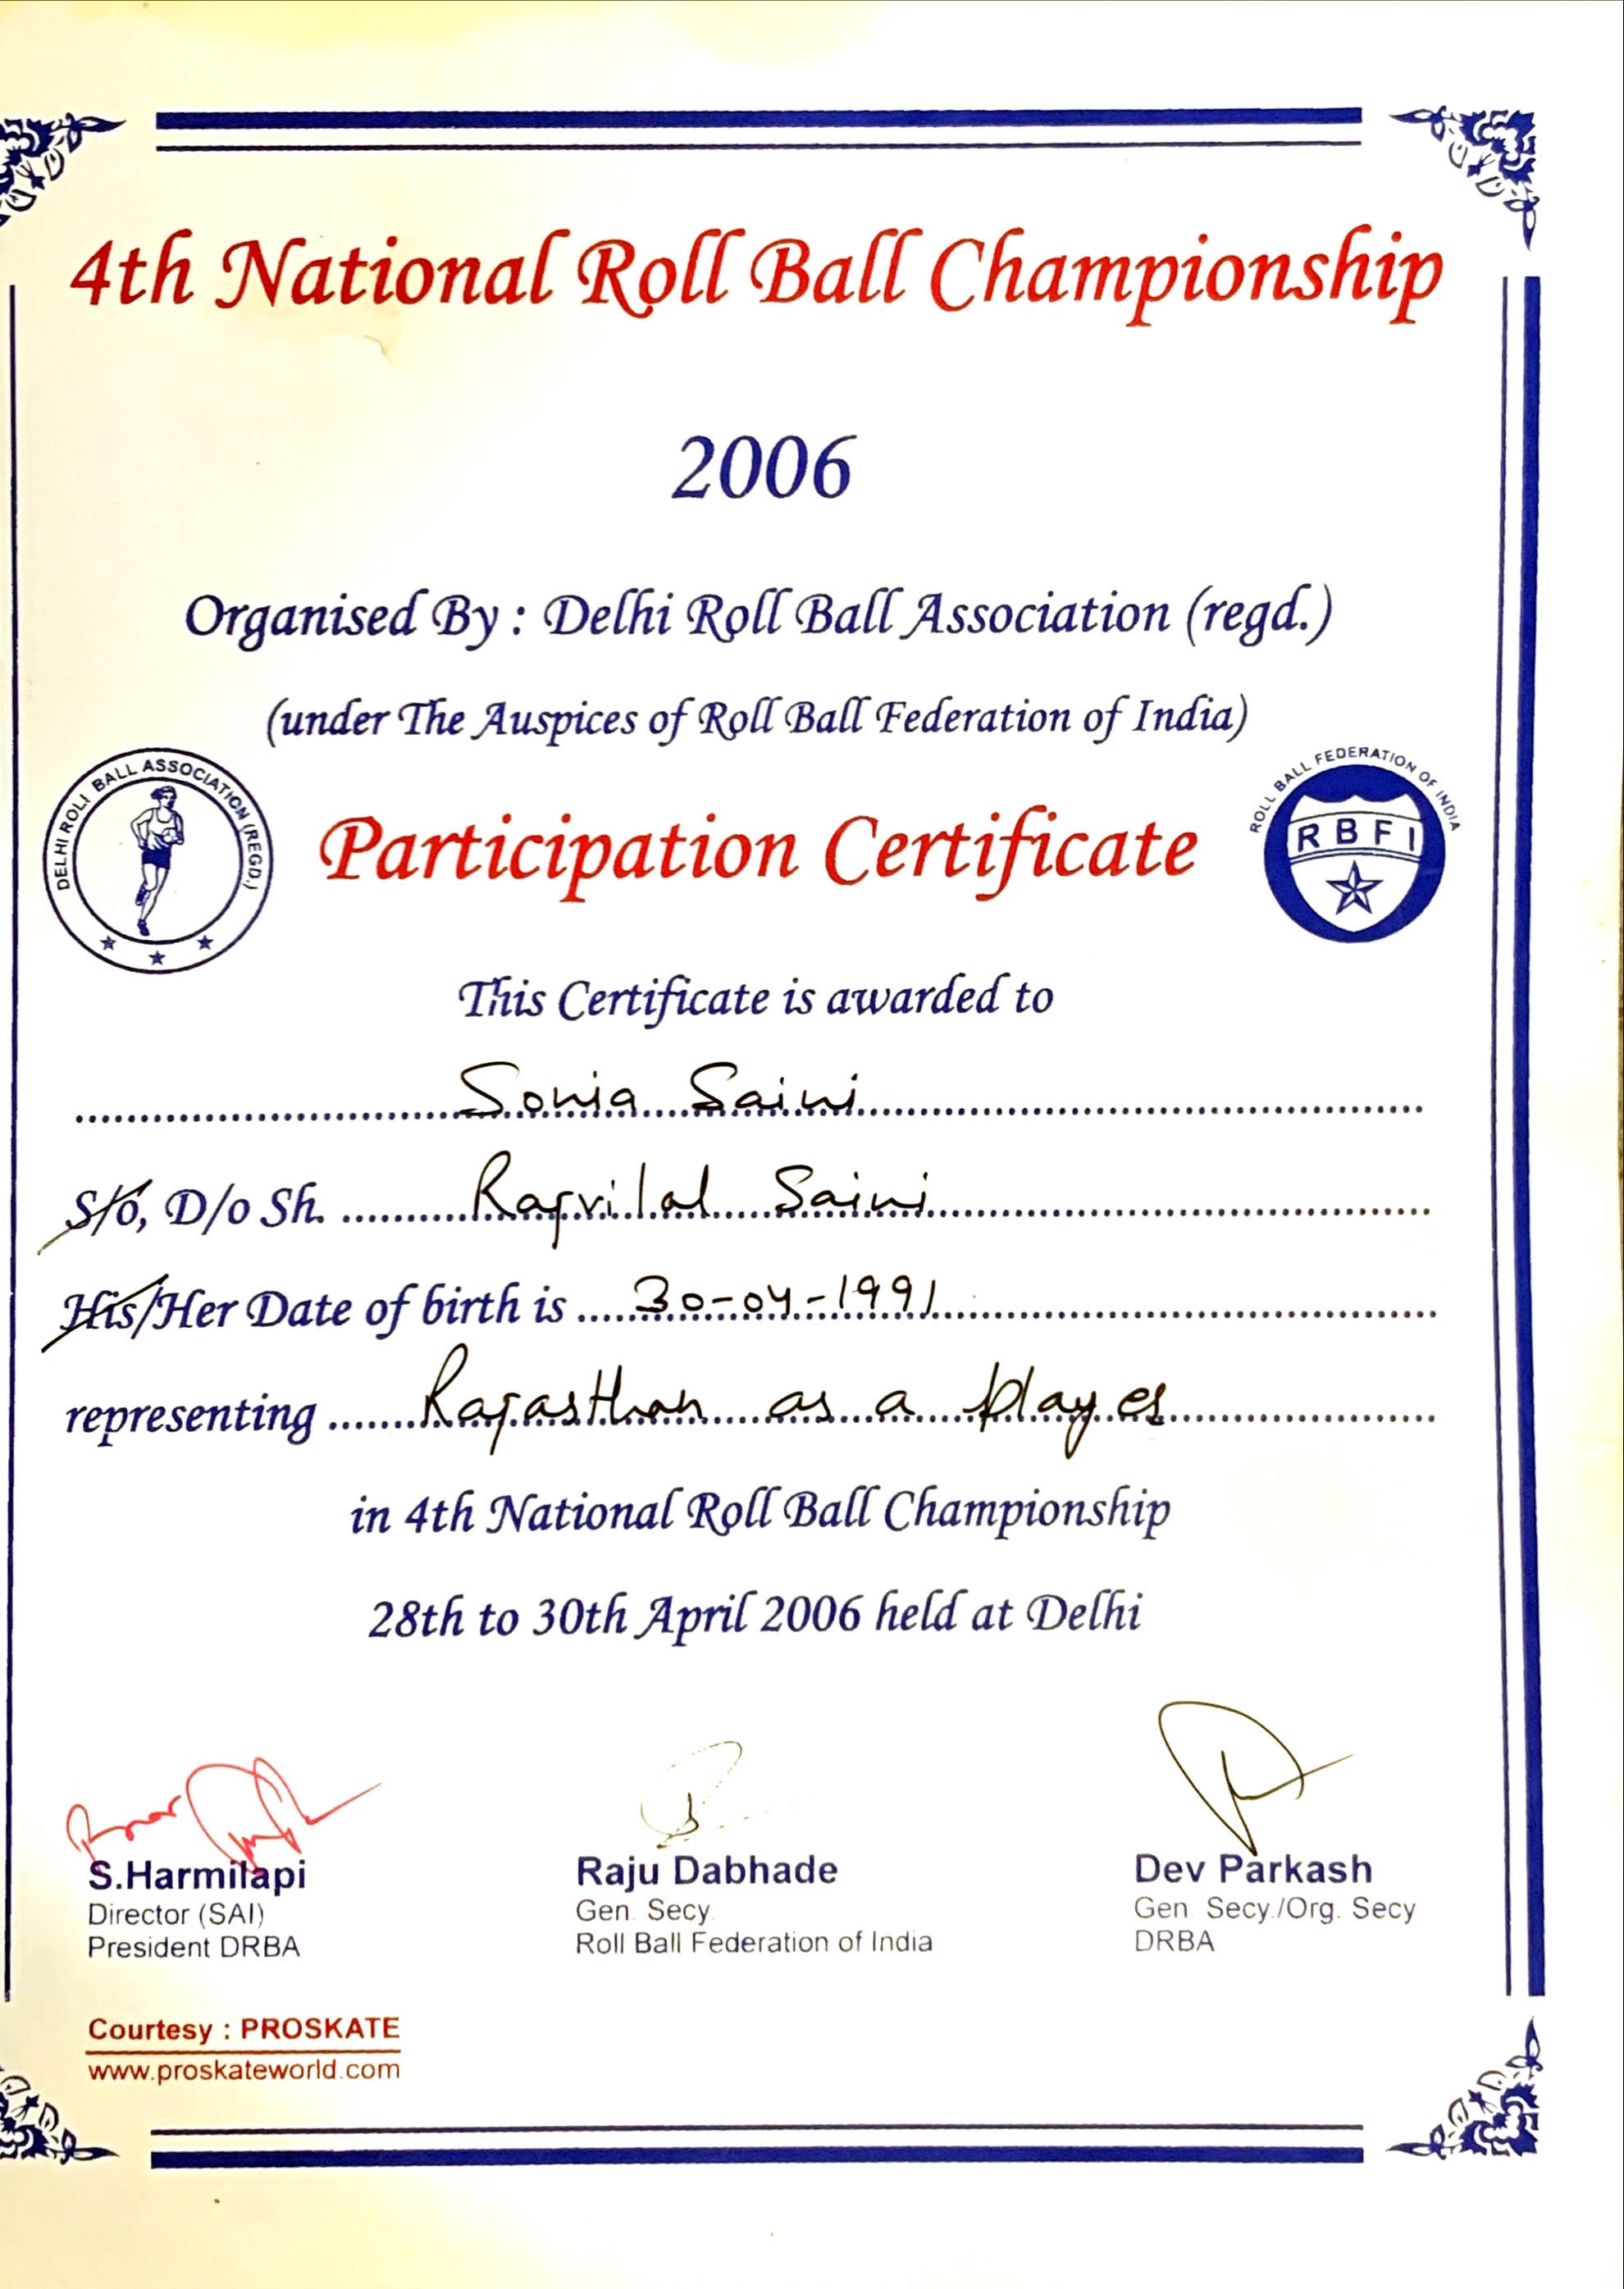 4th National Roll Ball Championship
2006
Organised By : Delhi Roll Ball Association (regd.)
(under The Auspices of Roll Ball Federation of India)
DELHI ROLL BALL ASSOCIATION (REGD.)
Participation Certificate
ROLL BALL FEDERATION OF INDIA
RBFI
This Certificate is awarded to
Sonia Saini
S/o, D/o Sh. Rajvilal Saini
His/Her Date of birth is 30-04-1991
representing Rajasthan as a player
in 4th National Roll Ball Championship
28th to 30th April 2006 held at Delhi
S.Harmilapi
Director (SAI)
President DRBA
Raju Dabhade
Gen. Secy.
Roll Ball Federation of India
Dev Parkash
Gen. Secy./Org. Secy
DRBA
Courtesy : PROSKATE
www.proskateworld.com